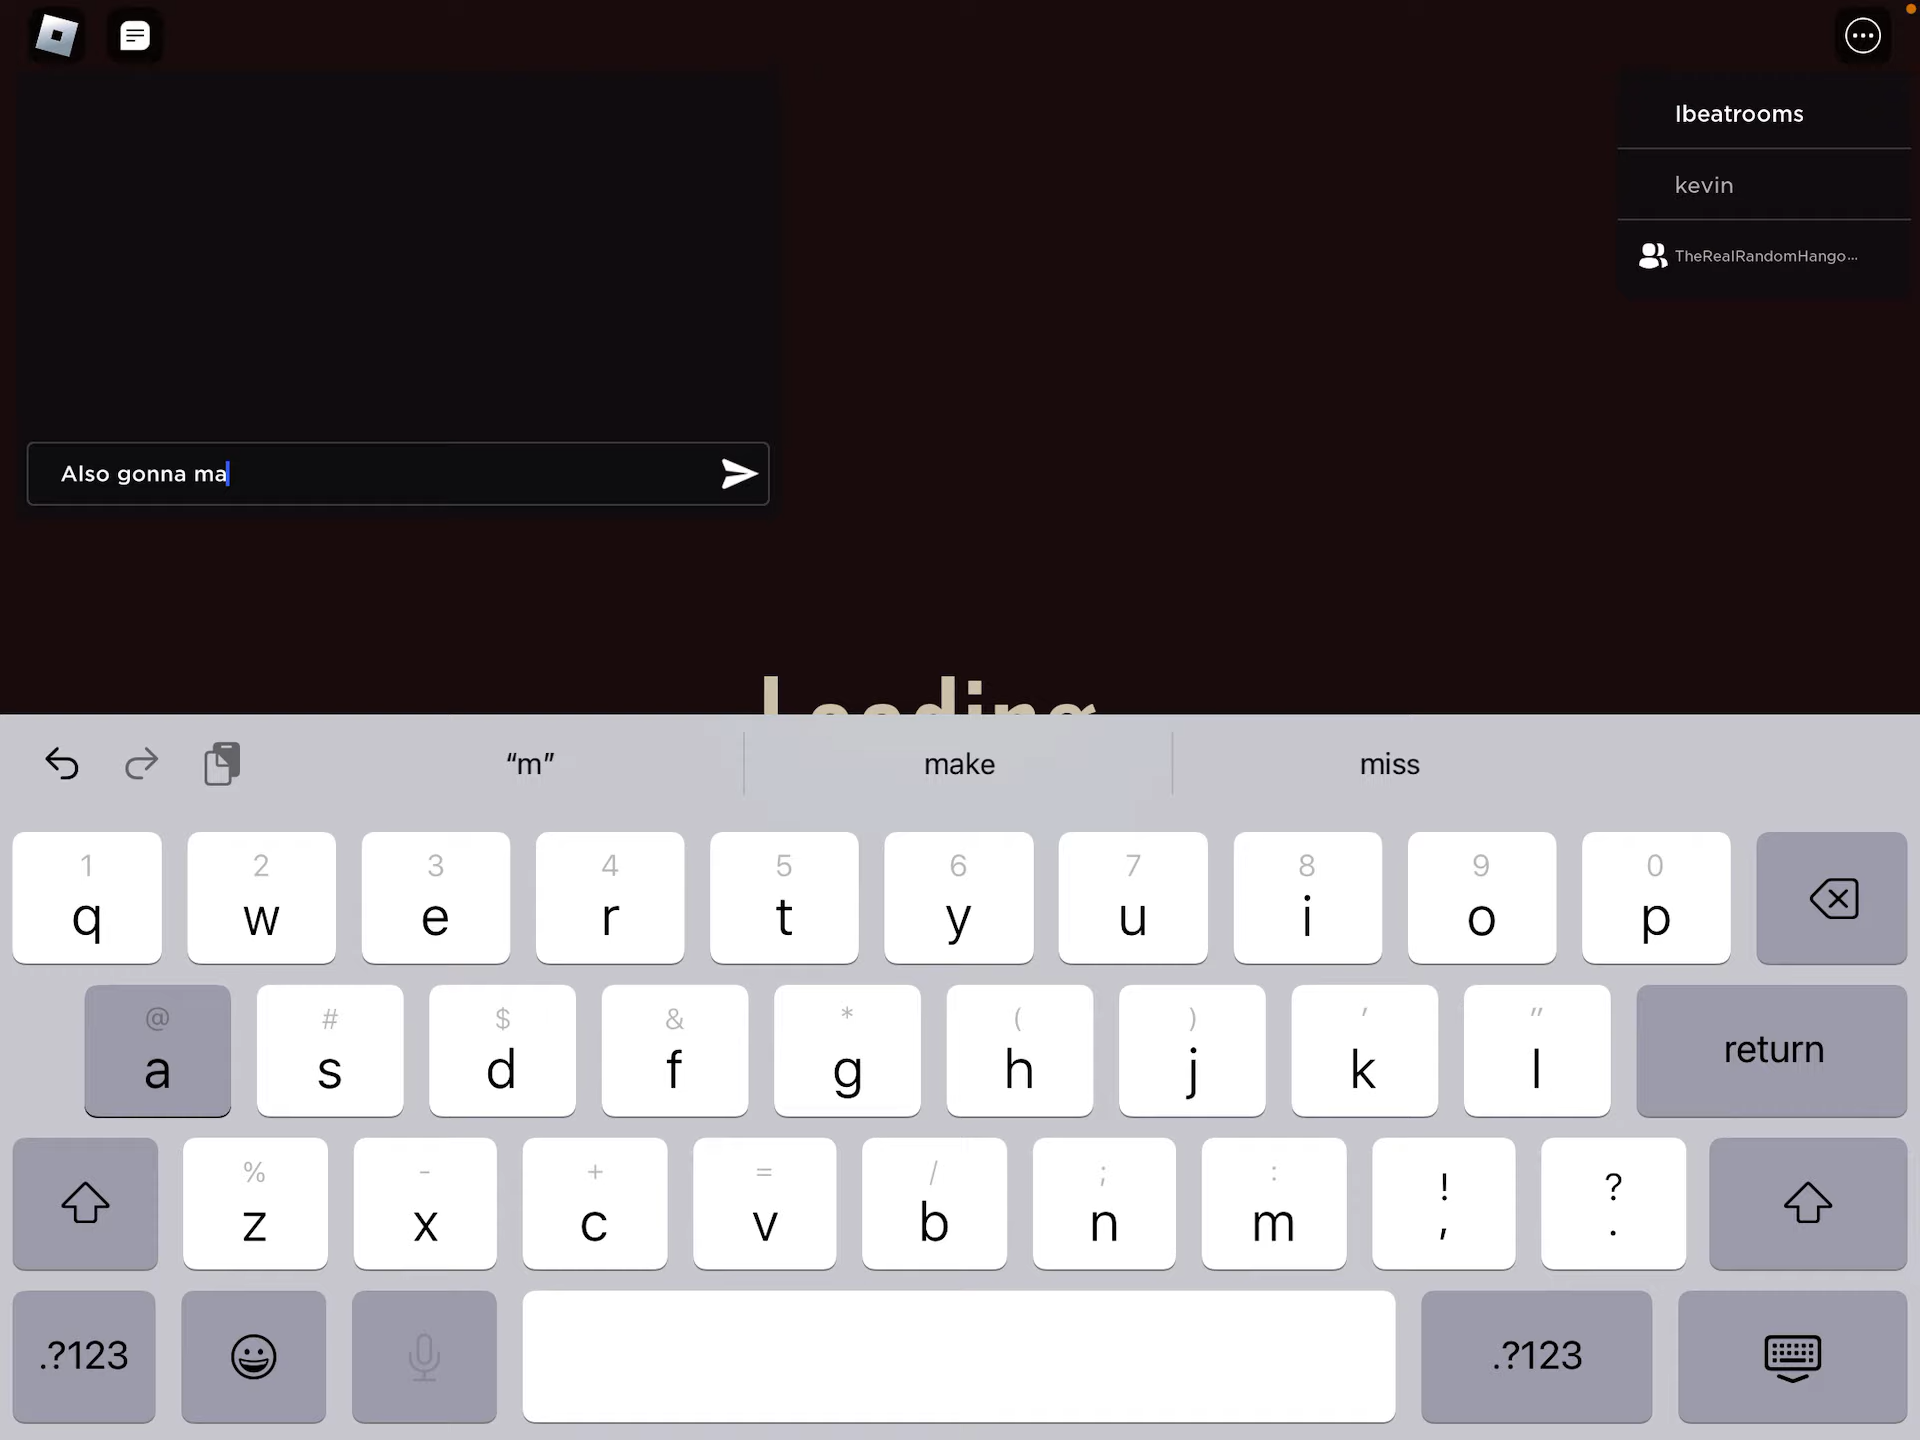 Ibeatrooms
kevin
TheRealRandomHango...
Also gonna ma
Loading
“m” make miss
1 2 3 4 5 6 7 8 9 0
q w e r t y u i o p
@ # $ & * ( ) ' "
a s d f g h j k l return
% - + = / ; : ! ?
z x c v b n m , .
.?123 .?123